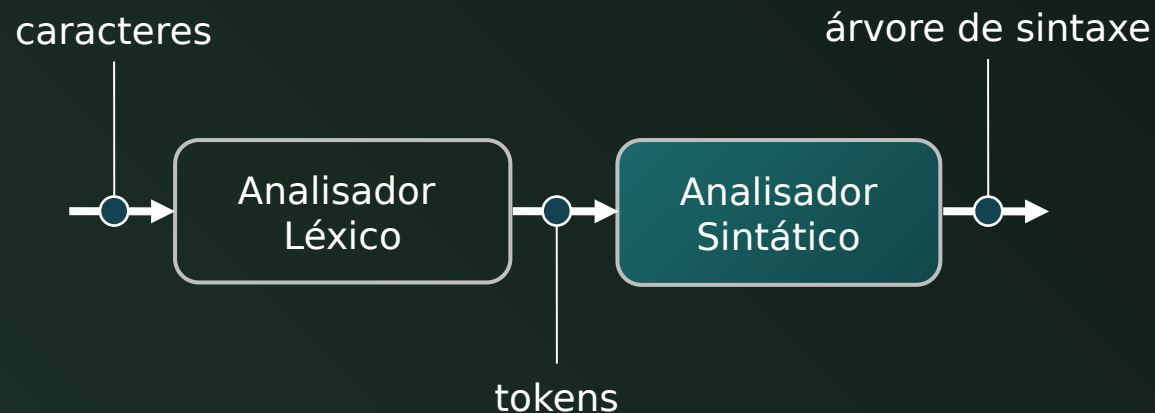 caracteres
árvore de sintaxe
Analisador
Léxico
Analisador
Sintático
tokens